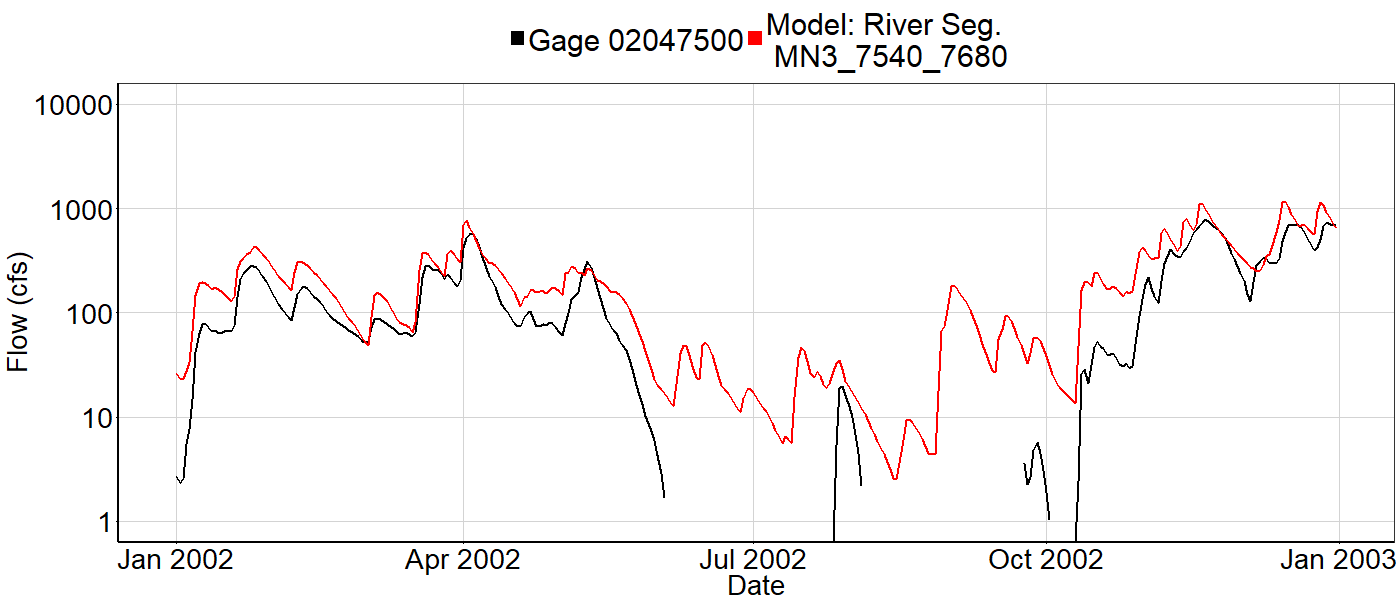 Gage 02047500
Model: River Seg.
MN3_7540_7680
10000
1000
100
10
1
Flow (cfs)
Jan 2002
Apr 2002
Jul 2002
Oct 2002
Jan 2003
Date